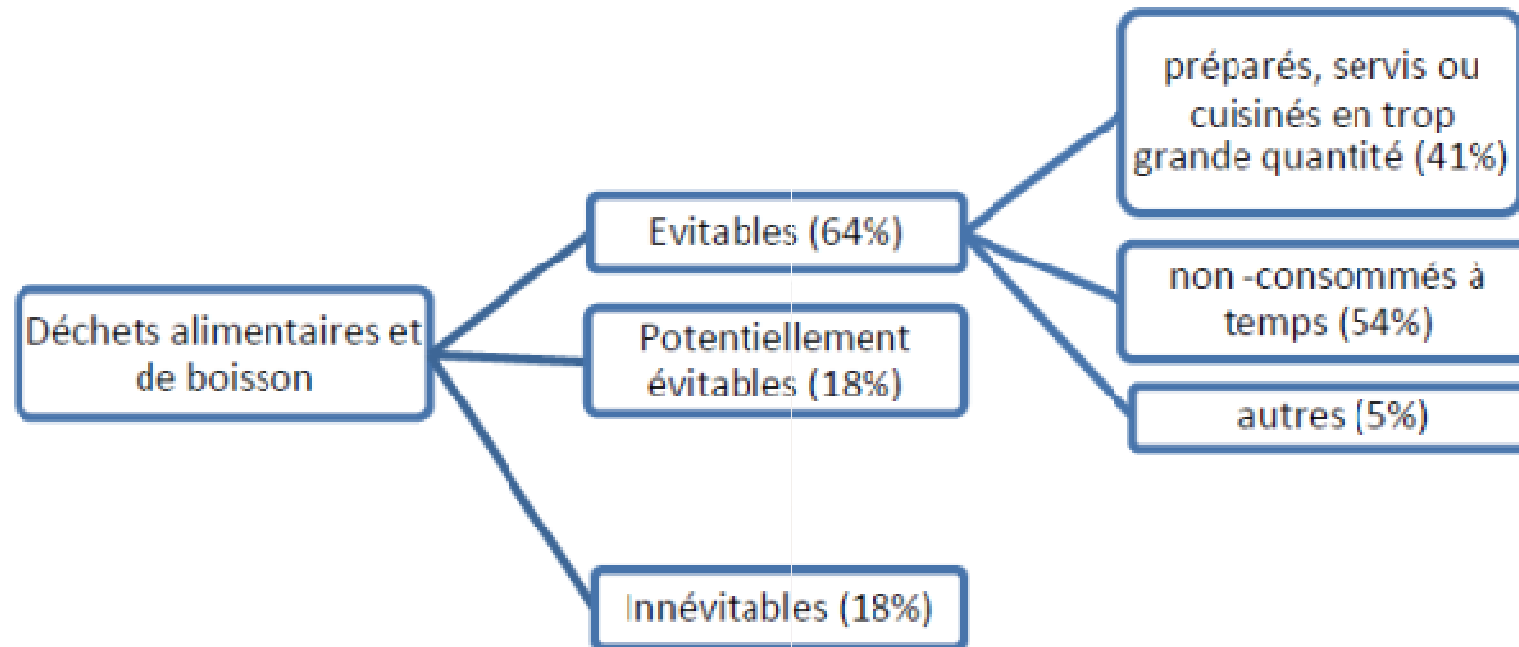 Déchets alimentaires et
de boisson
Evitables (64%)
Potentiellement
évitables (18%)
Innévitables (18%)
préparés, servis ou
cuisinés en trop
grande quantité (41%)
non -consommés à
temps (54%)
autres (5%)